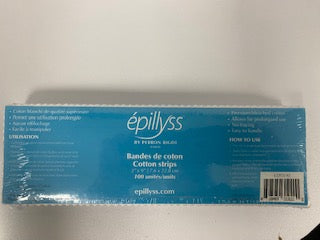 • Coton blanchi de qualité supérieure
• Permet une utilisation prolongée
• Aucun effilochage
• Facile à manipuler
UTILISATION
épillyss
BY PERRON RIGOT
PARIS
Bandes de coton
Cotton strips
100 unités/units
epillyss.com
• Premium bleached cotton
• Allows for prolonged use
• No fraying
• Easy to handle
HOW TO USE